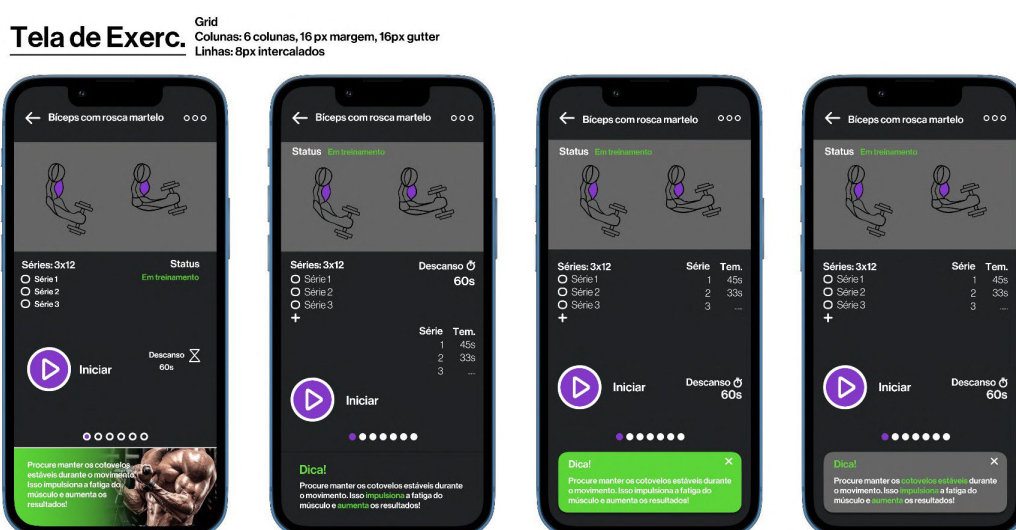 Tela de Exerc.
Grid
Colunas: 6 colunas, 16 px margem, 16px gutter
Linhas: 8px intercalados
Bíceps com rosca martelo
Séries: 3x12
Status
Série 1
Em treinamento
Série 2
Série 3
Iniciar
Descanso
60s
Procure manter os cotovelos
estáveis durante o movimento.
Isso impulsiona a fatiga do
músculo e aumenta os
resultados!
Bíceps com rosca martelo
Status Em treinamento
Séries: 3x12
Descanso
Série 1
60s
Série 2
Série 3
+
Série Tem.
1 45s
2 33s
3 ....
Iniciar
Dica!
Procure manter os cotovelos estáveis durante
o movimento. Isso impulsiona a fatiga do
músculo e aumenta os resultados!
Bíceps com rosca martelo
Status Em treinamento
Séries: 3x12
Série Tem.
Série 1
1 45s
Série 2
2 33s
Série 3
3 ....
+
Iniciar
Descanso
60s
Dica!
Procure manter os cotovelos estáveis durante
o movimento. Isso impulsiona a fatiga do
músculo e aumenta os resultados!
Bíceps com rosca martelo
Status Em treinamento
Séries: 3x12
Série Tem.
Série 1
1 45s
Série 2
2 33s
Série 3
3 ....
+
Iniciar
Descanso
60s
Dica!
Procure manter os cotovelos estáveis durante
o movimento. Isso impulsiona a fatiga do
músculo e aumenta os resultados!